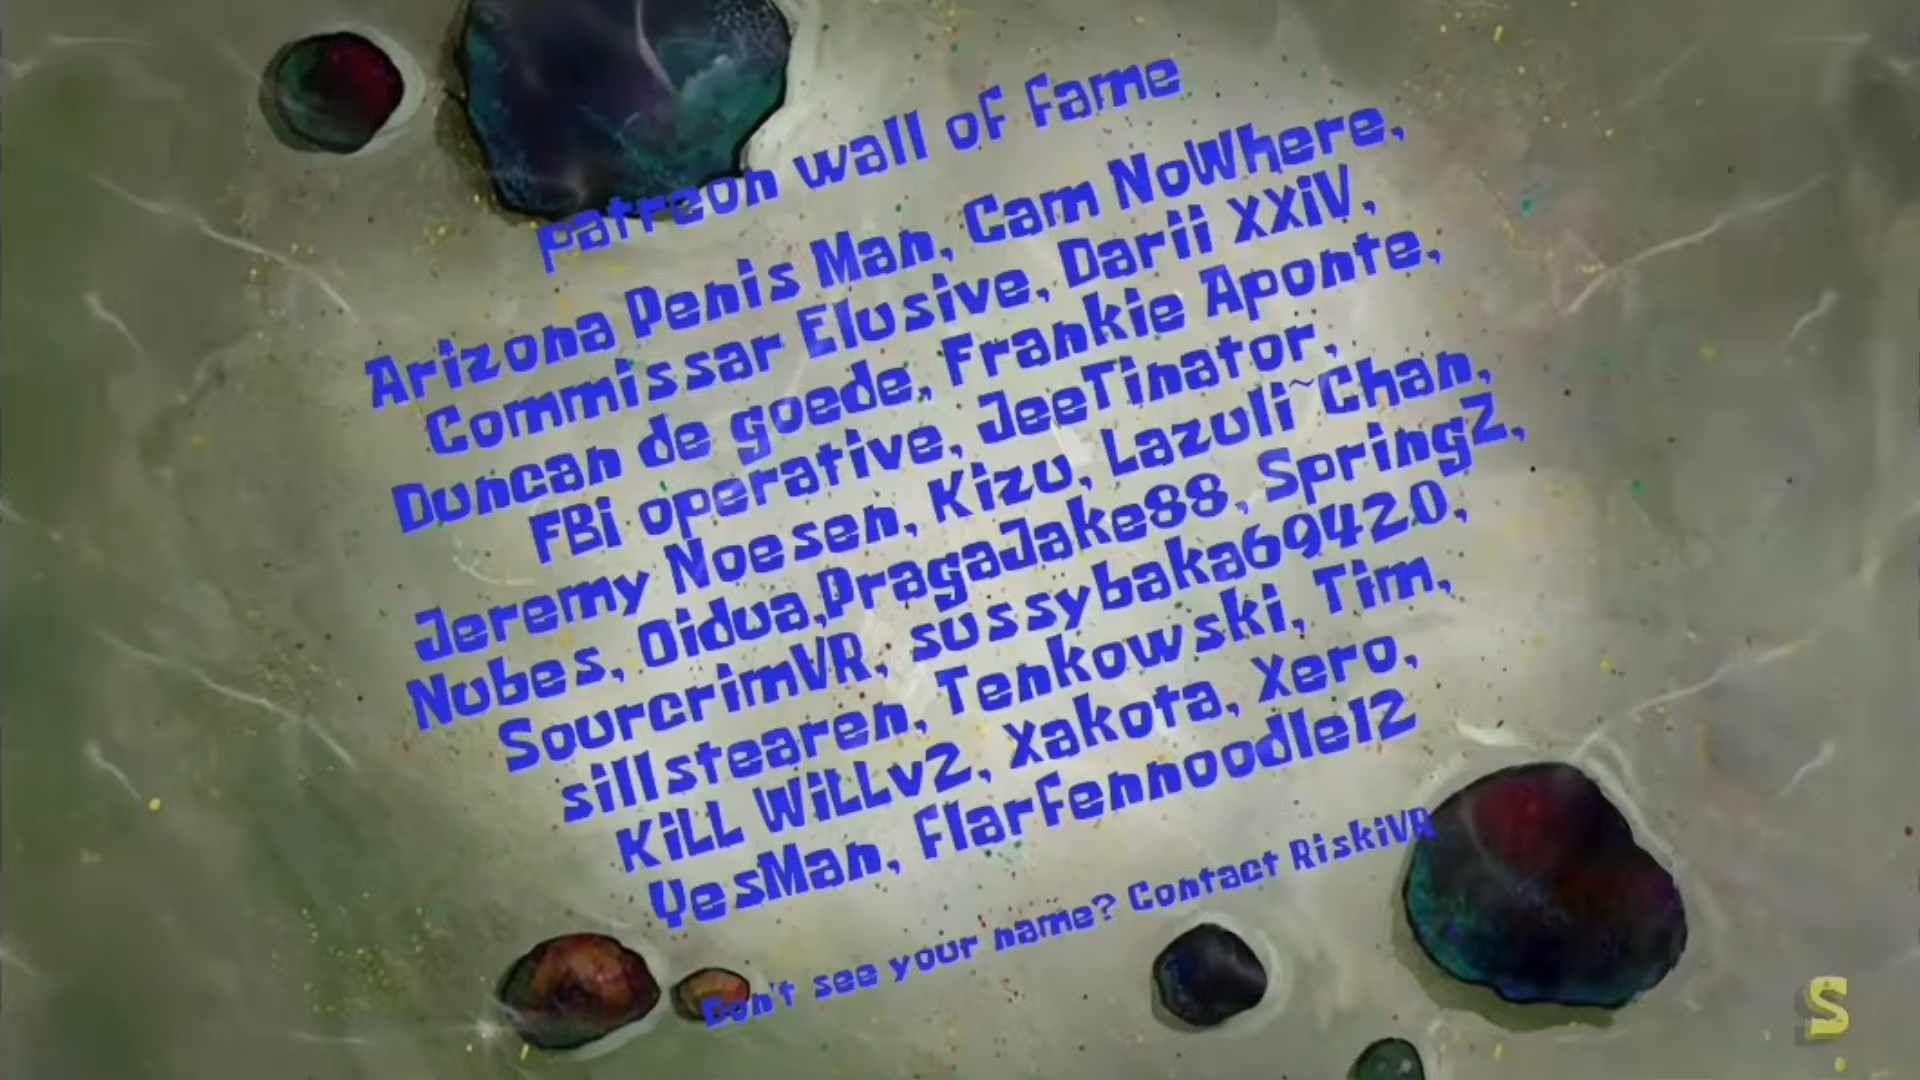 patreon wall of fame
Arizona Penis Man, Cam NoWhere,
Commissar Elusive, Darii XXiV,
Duncan de goede, Frankie Aponte,
FBi operative, JeeTinator,
Jeremy Noesen, Kizu, Lazuli~Chan,
Nubes, Oidua,PragaJake88, SpringZ,
SourcrimVR, sussybaka69420,
sillstearen, Tenkowski, Tim,
KiLL WiLLv2, Xakota, Xero,
YesMan, Flarfennoodle12
Don't see your name? Contact RiskiVR
S